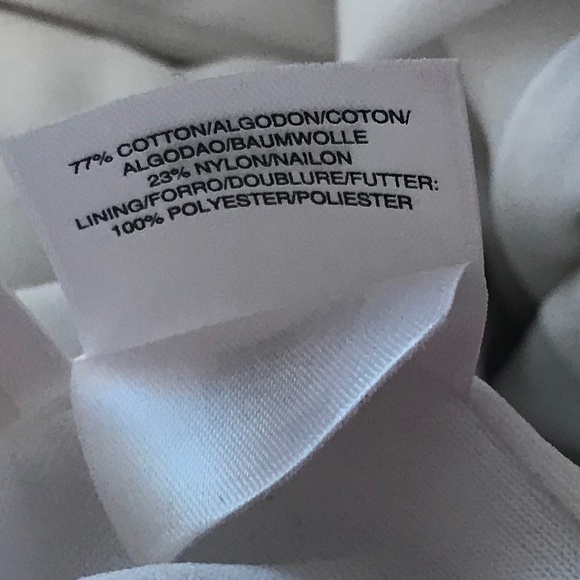 77% COTTON/ALGODON/COTON/
ALGODAO/BAUMWOLLE
23% NYLON/NAILON
LINING/FORRO/DOUBLURE/FUTTER:
100% POLYESTER/POLIESTER